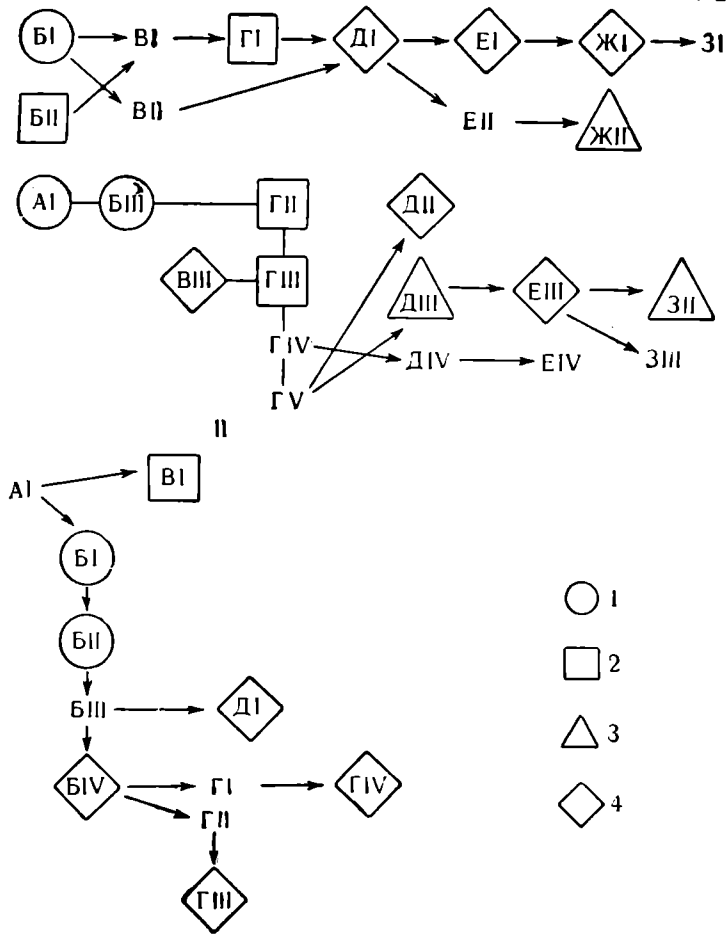 БI ВI ГI ДI ЕI ЖI ЗI
БII ВII ЕII ЖII
АI БIII ГII ДII
ВIII ГIII ДIII ЕIII ЗII
ГIV ДIV ЕIV ЗIII
ГV
II
АI ВI
БI
БII
БIII ДI
БIV ГI ГIV
ГII
ГIII
1
2
3
4